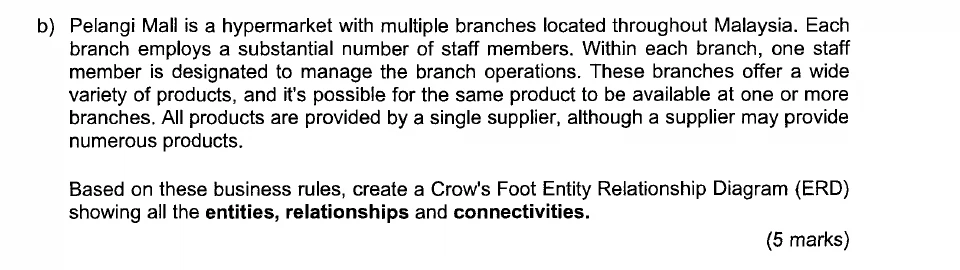 b) Pelangi Mall is a hypermarket with multiple branches located throughout Malaysia. Each
branch employs a substantial number of staff members. Within each branch, one staff
member is designated to manage the branch operations. These branches offer a wide
variety of products, and it's possible for the same product to be available at one or more
branches. All products are provided by a single supplier, although a supplier may provide
numerous products.
Based on these business rules, create a Crow's Foot Entity Relationship Diagram (ERD)
showing all the entities, relationships and connectivities.
(5 marks)